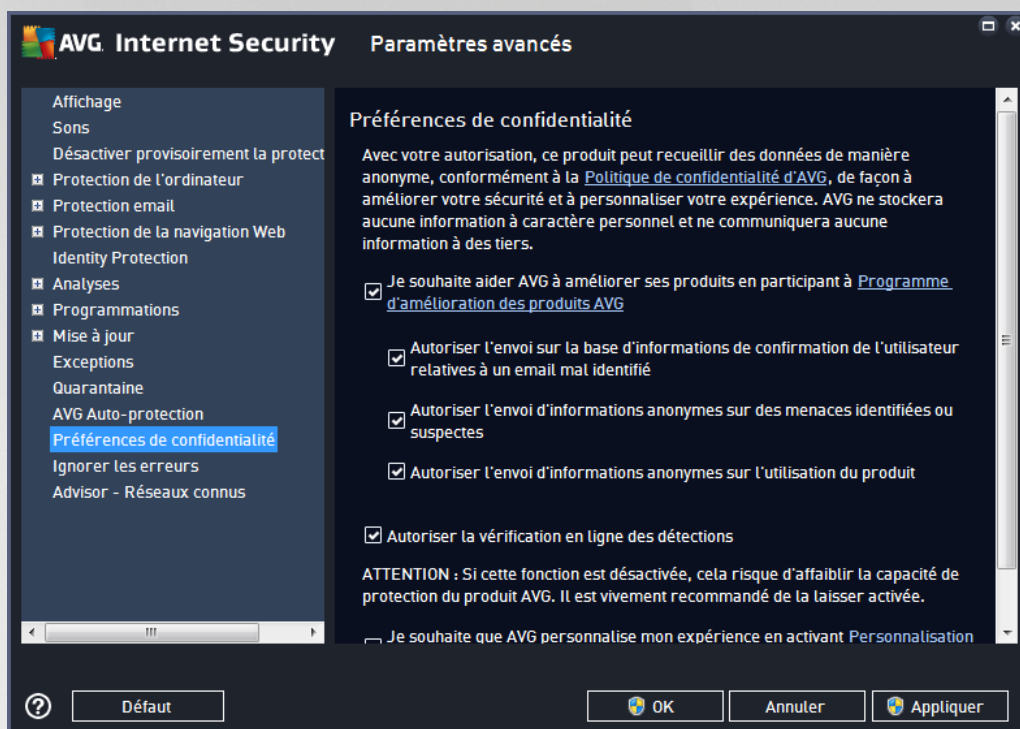 AVG. Internet Security
Paramètres avancés
Affichage
Sons
Désactiver provisoirement la protect
Protection de l'ordinateur
Protection email
Protection de la navigation Web
Identity Protection
Analyses
Programmations
Mise à jour
Exceptions
Quarantaine
AVG Auto-protection
Préférences de confidentialité
Ignorer les erreurs
Advisor - Réseaux connus
Préférences de confidentialité
Avec votre autorisation, ce produit peut recueillir des données de manière
anonyme, conformément à la Politique de confidentialité d'AVG, de façon à
améliorer votre sécurité et à personnaliser votre expérience. AVG ne stockera
aucune information à caractère personnel et ne communiquera aucune
information à des tiers.
Je souhaite aider AVG à améliorer ses produits en participant à Programme
d'amélioration des produits AVG
Autoriser l'envoi sur la base d'informations de confirmation de l'utilisateur
relatives à un email mal identifié
Autoriser l'envoi d'informations anonymes sur des menaces identifiées ou
suspectes
Autoriser l'envoi d'informations anonymes sur l'utilisation du produit
Autoriser la vérification en ligne des détections
ATTENTION : Si cette fonction est désactivée, cela risque d'affaiblir la capacité de
protection du produit AVG. Il est vivement recommandé de la laisser activée.
Je souhaite que AVG personnalise mon expérience en activant Personnalisation
?
Défaut
OK
Annuler
Appliquer